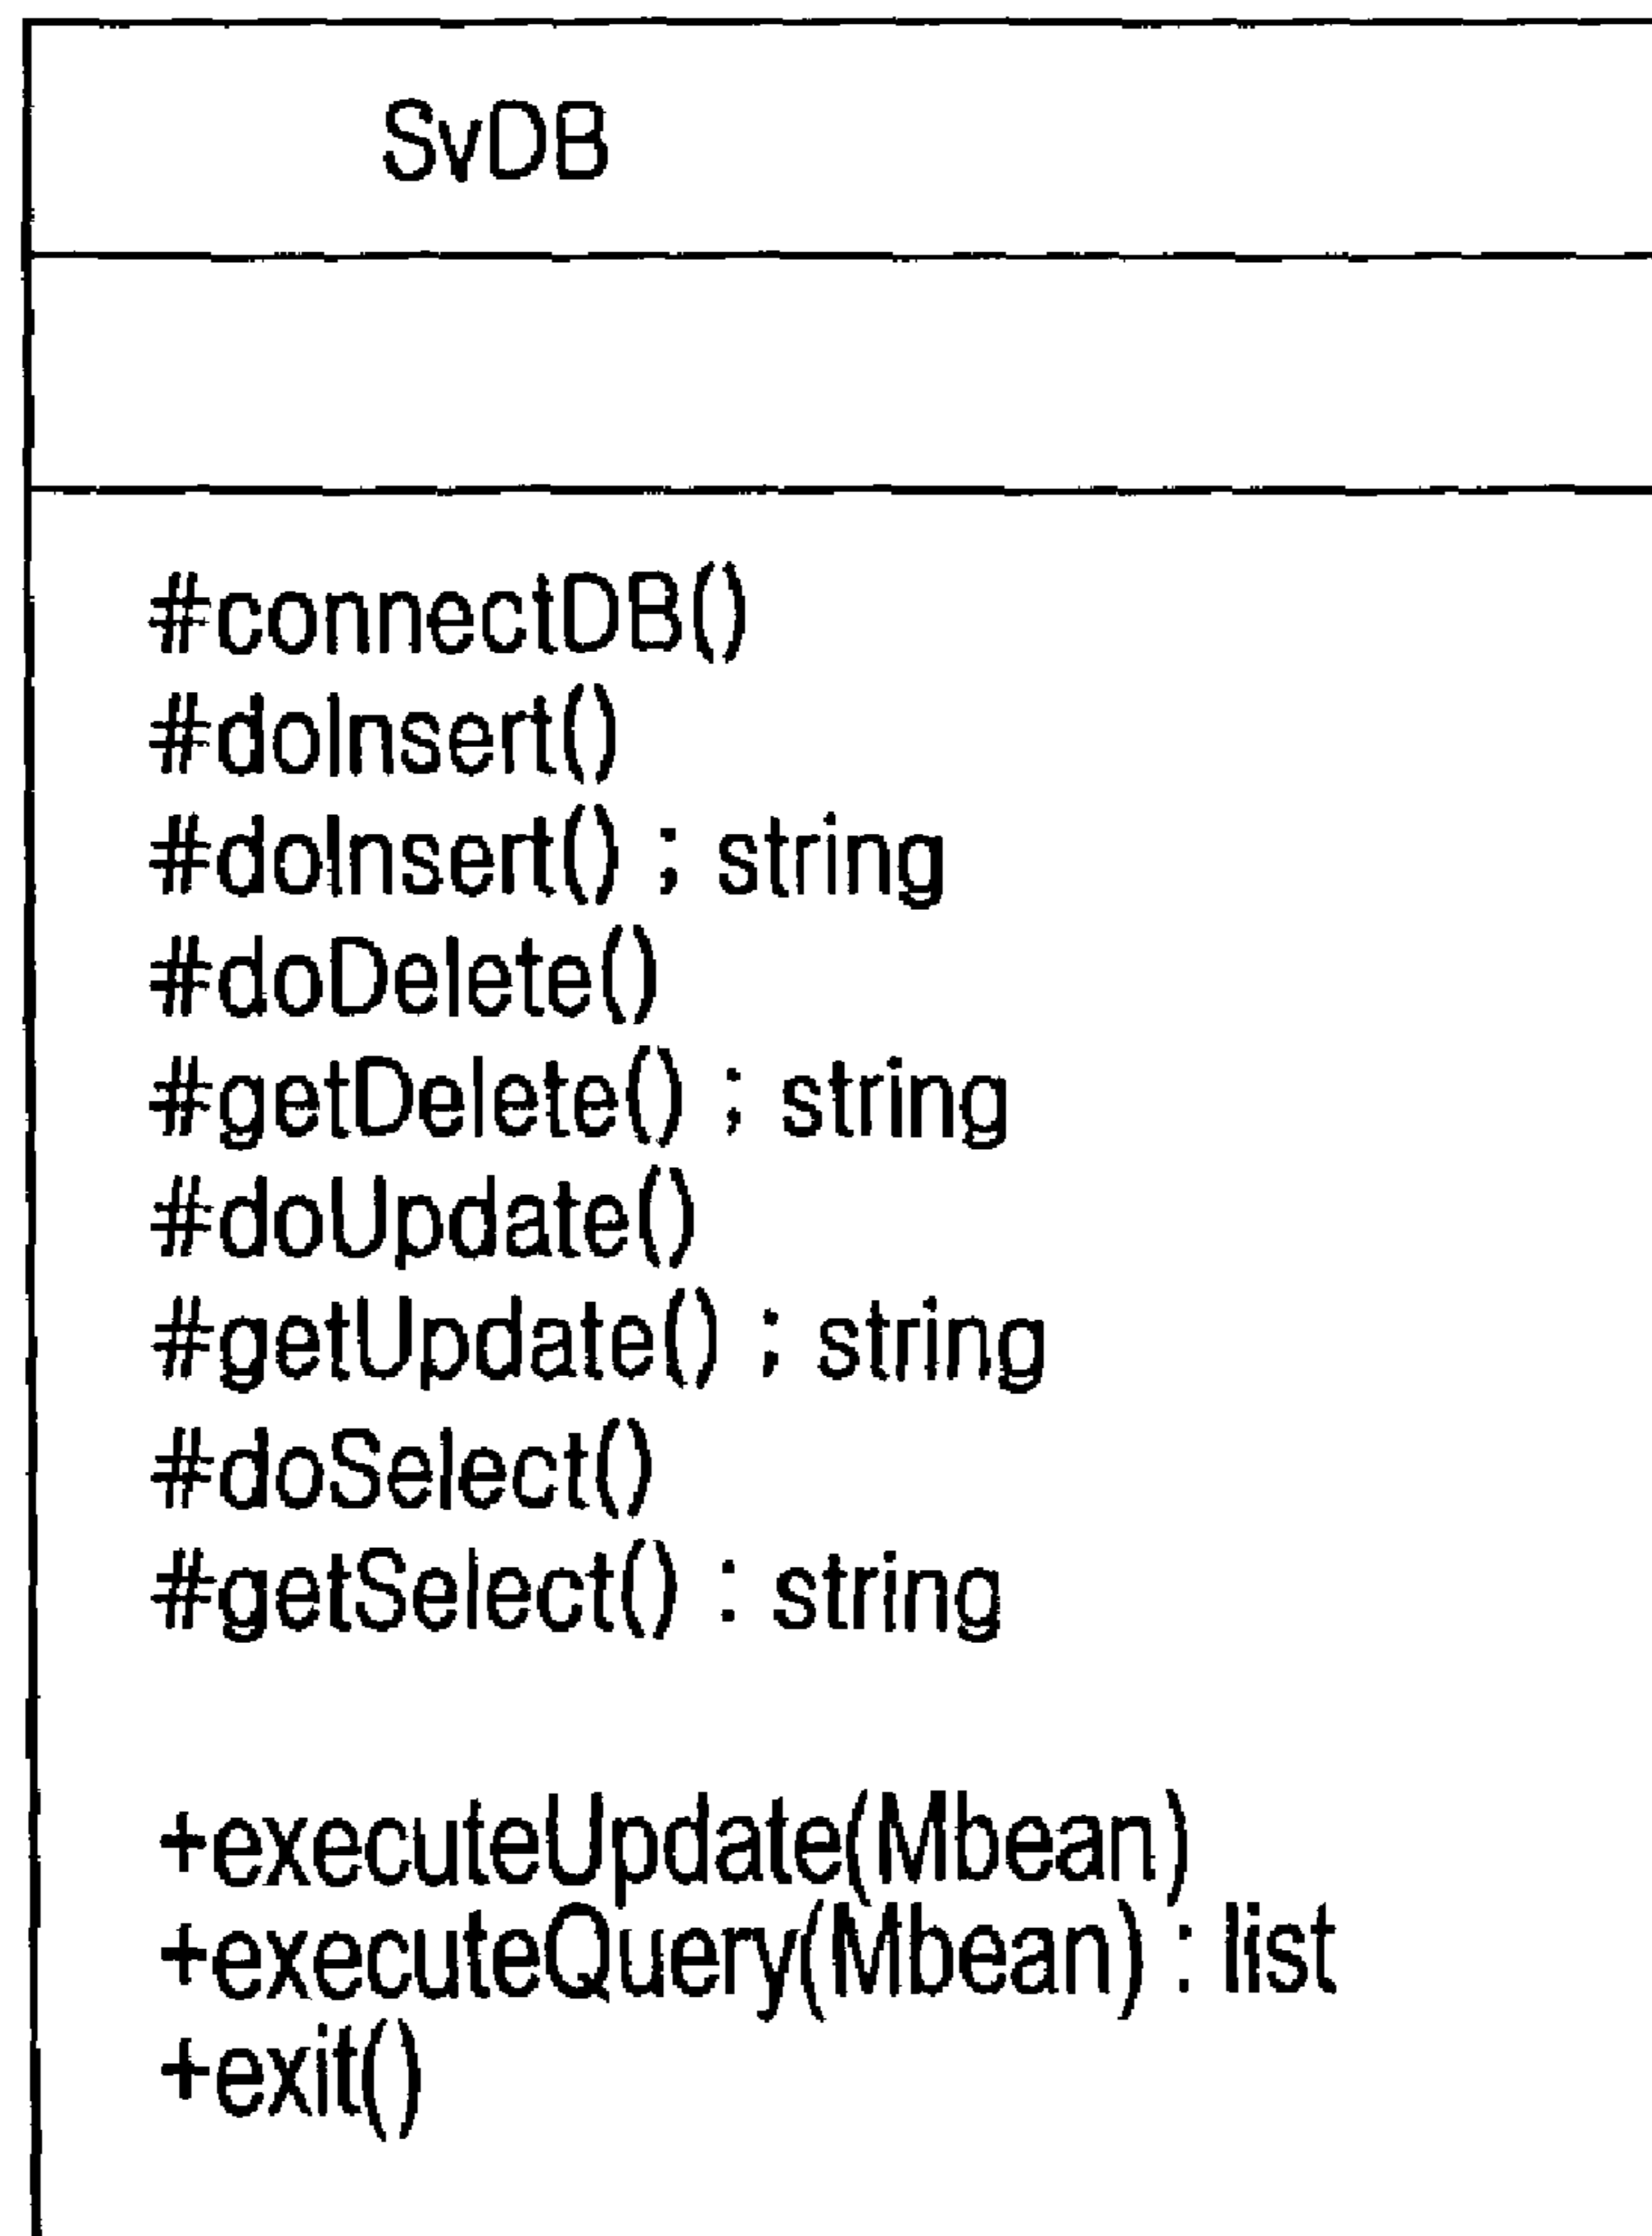 SvDB
#connectDB()
#doInsert()
#doInsert() ; string
#doDelete()
#getDelete() ; string
#doUpdate()
#getUpdate() ; string
#doSelect()
#getSelect() : string
+executeUpdate(Mbean)
+executeQuery(Mbean) : list
+exit()